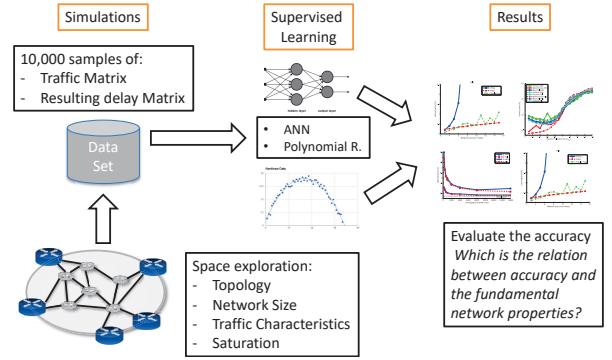 Simulations
Supervised
Learning
Results
10,000 samples of:
- Traffic Matrix
- Resulting delay Matrix
Data
Set
• ANN
• Polynomial R.
Space exploration:
- Topology
- Network Size
- Traffic Characteristics
- Saturation
Evaluate the accuracy
Which is the relation
between accuracy and
the fundamental
network properties?